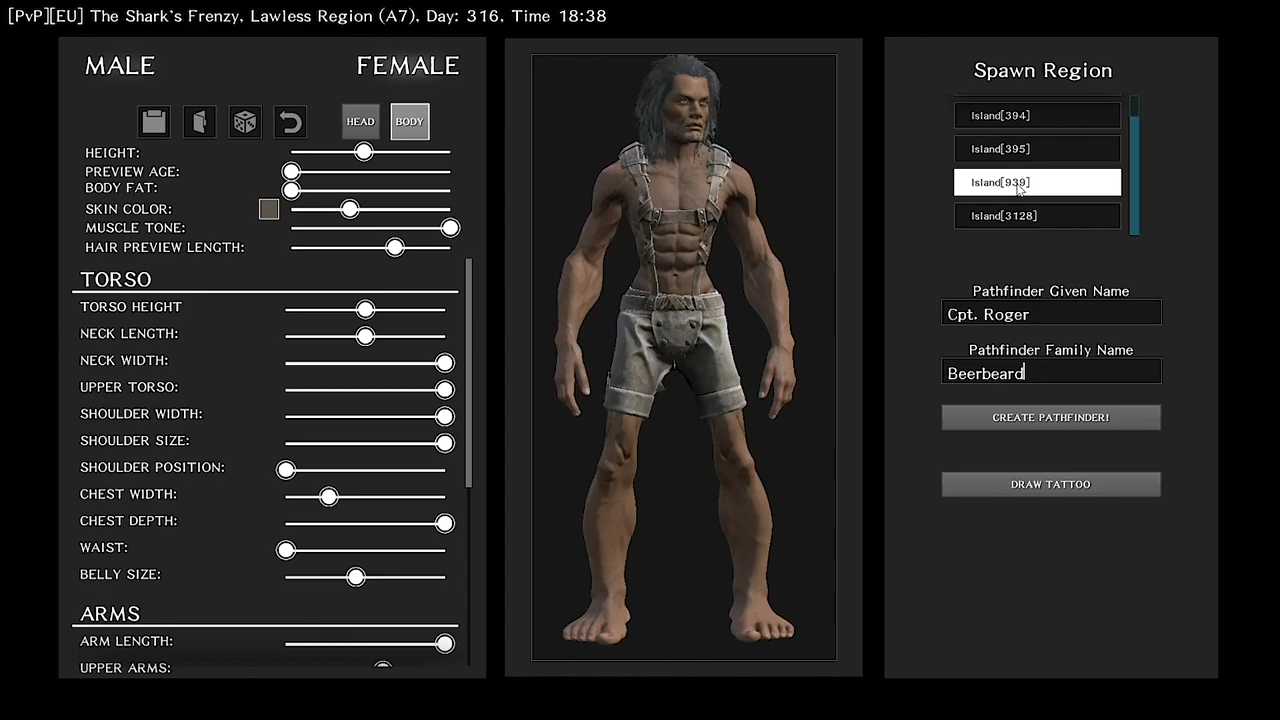 [PvP][EU] The Shark's Frenzy, Lawless Region (A7), Day: 316, Time 18:38
MALE
FEMALE
HEAD
BODY
HEIGHT:
PREVIEW AGE:
BODY FAT:
SKIN COLOR:
MUSCLE TONE:
HAIR PREVIEW LENGTH:
TORSO
TORSO HEIGHT
NECK LENGTH:
NECK WIDTH:
UPPER TORSO:
SHOULDER WIDTH:
SHOULDER SIZE:
SHOULDER POSITION:
CHEST WIDTH:
CHEST DEPTH:
WAIST:
BELLY SIZE:
ARMS
ARM LENGTH:
UPPER ARMS:
Spawn Region
Island[394]
Island[395]
Island[939]
Island[3128]
Pathfinder Given Name
Cpt. Roger
Pathfinder Family Name
Beerbeard
CREATE PATHFINDER!
DRAW TATTOO